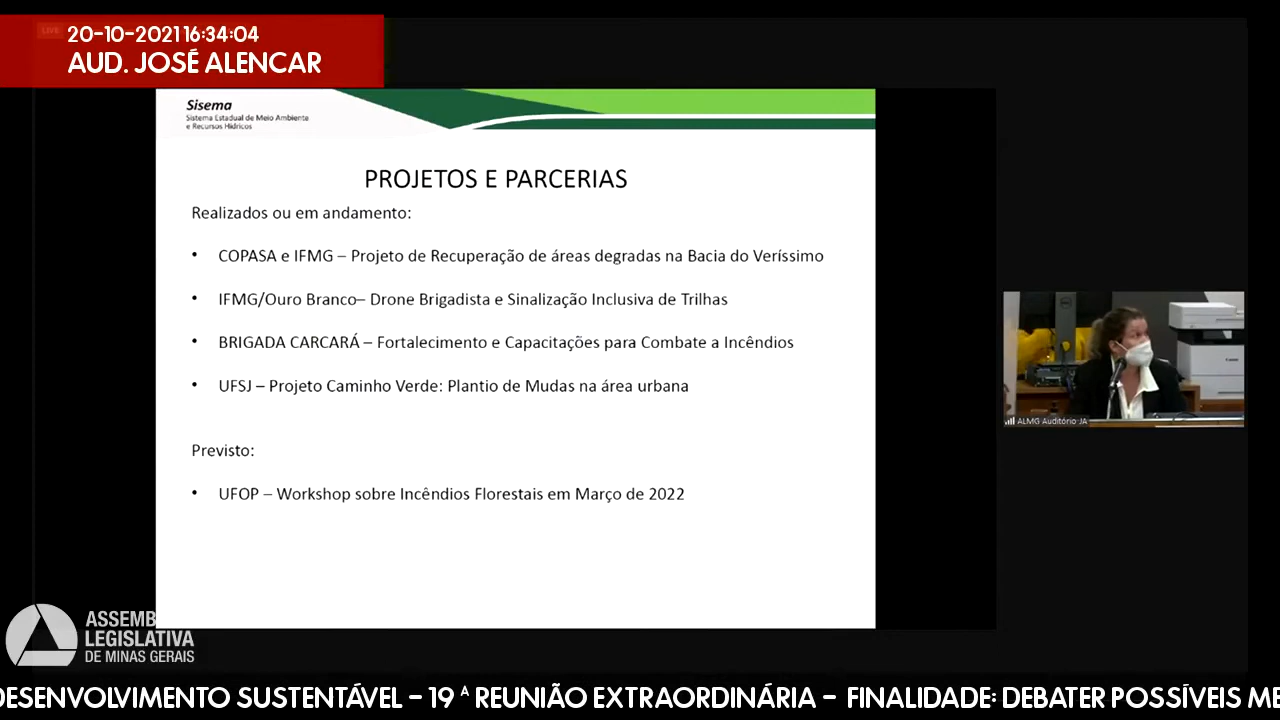 LIVE
20-10-2021 16:34:04
AUD. JOSÉ ALENCAR
Sisema
Sistema Estadual de Meio Ambiente
e Recursos Hídricos
PROJETOS E PARCERIAS
Realizados ou em andamento:
• COPASA e IFMG – Projeto de Recuperação de áreas degradas na Bacia do Veríssimo
• IFMG/Ouro Branco– Drone Brigadista e Sinalização Inclusiva de Trilhas
• BRIGADA CARCARÁ – Fortalecimento e Capacitações para Combate a Incêndios
• UFSJ – Projeto Caminho Verde: Plantio de Mudas na área urbana
Previsto:
• UFOP – Workshop sobre Incêndios Florestais em Março de 2022
ALMG Auditório JA
ASSEMB
LEGISLATIVA
DE MINAS GERAIS
DESENVOLVIMENTO SUSTENTÁVEL – 19 ª REUNIÃO EXTRAORDINÁRIA – FINALIDADE: DEBATER POSSÍVEIS ME